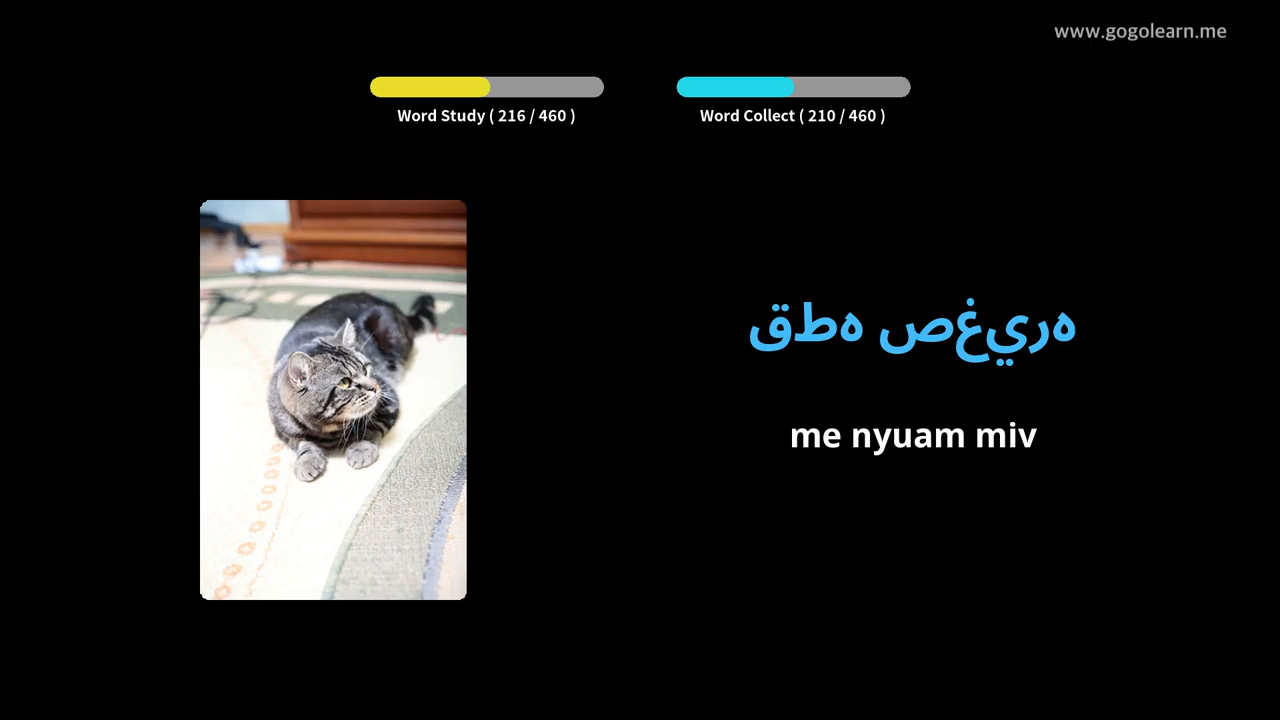 www.gogolearn.me
Word Study ( 216 / 460 )
Word Collect ( 210 / 460 )
قطه صغيره
me nyuam miv